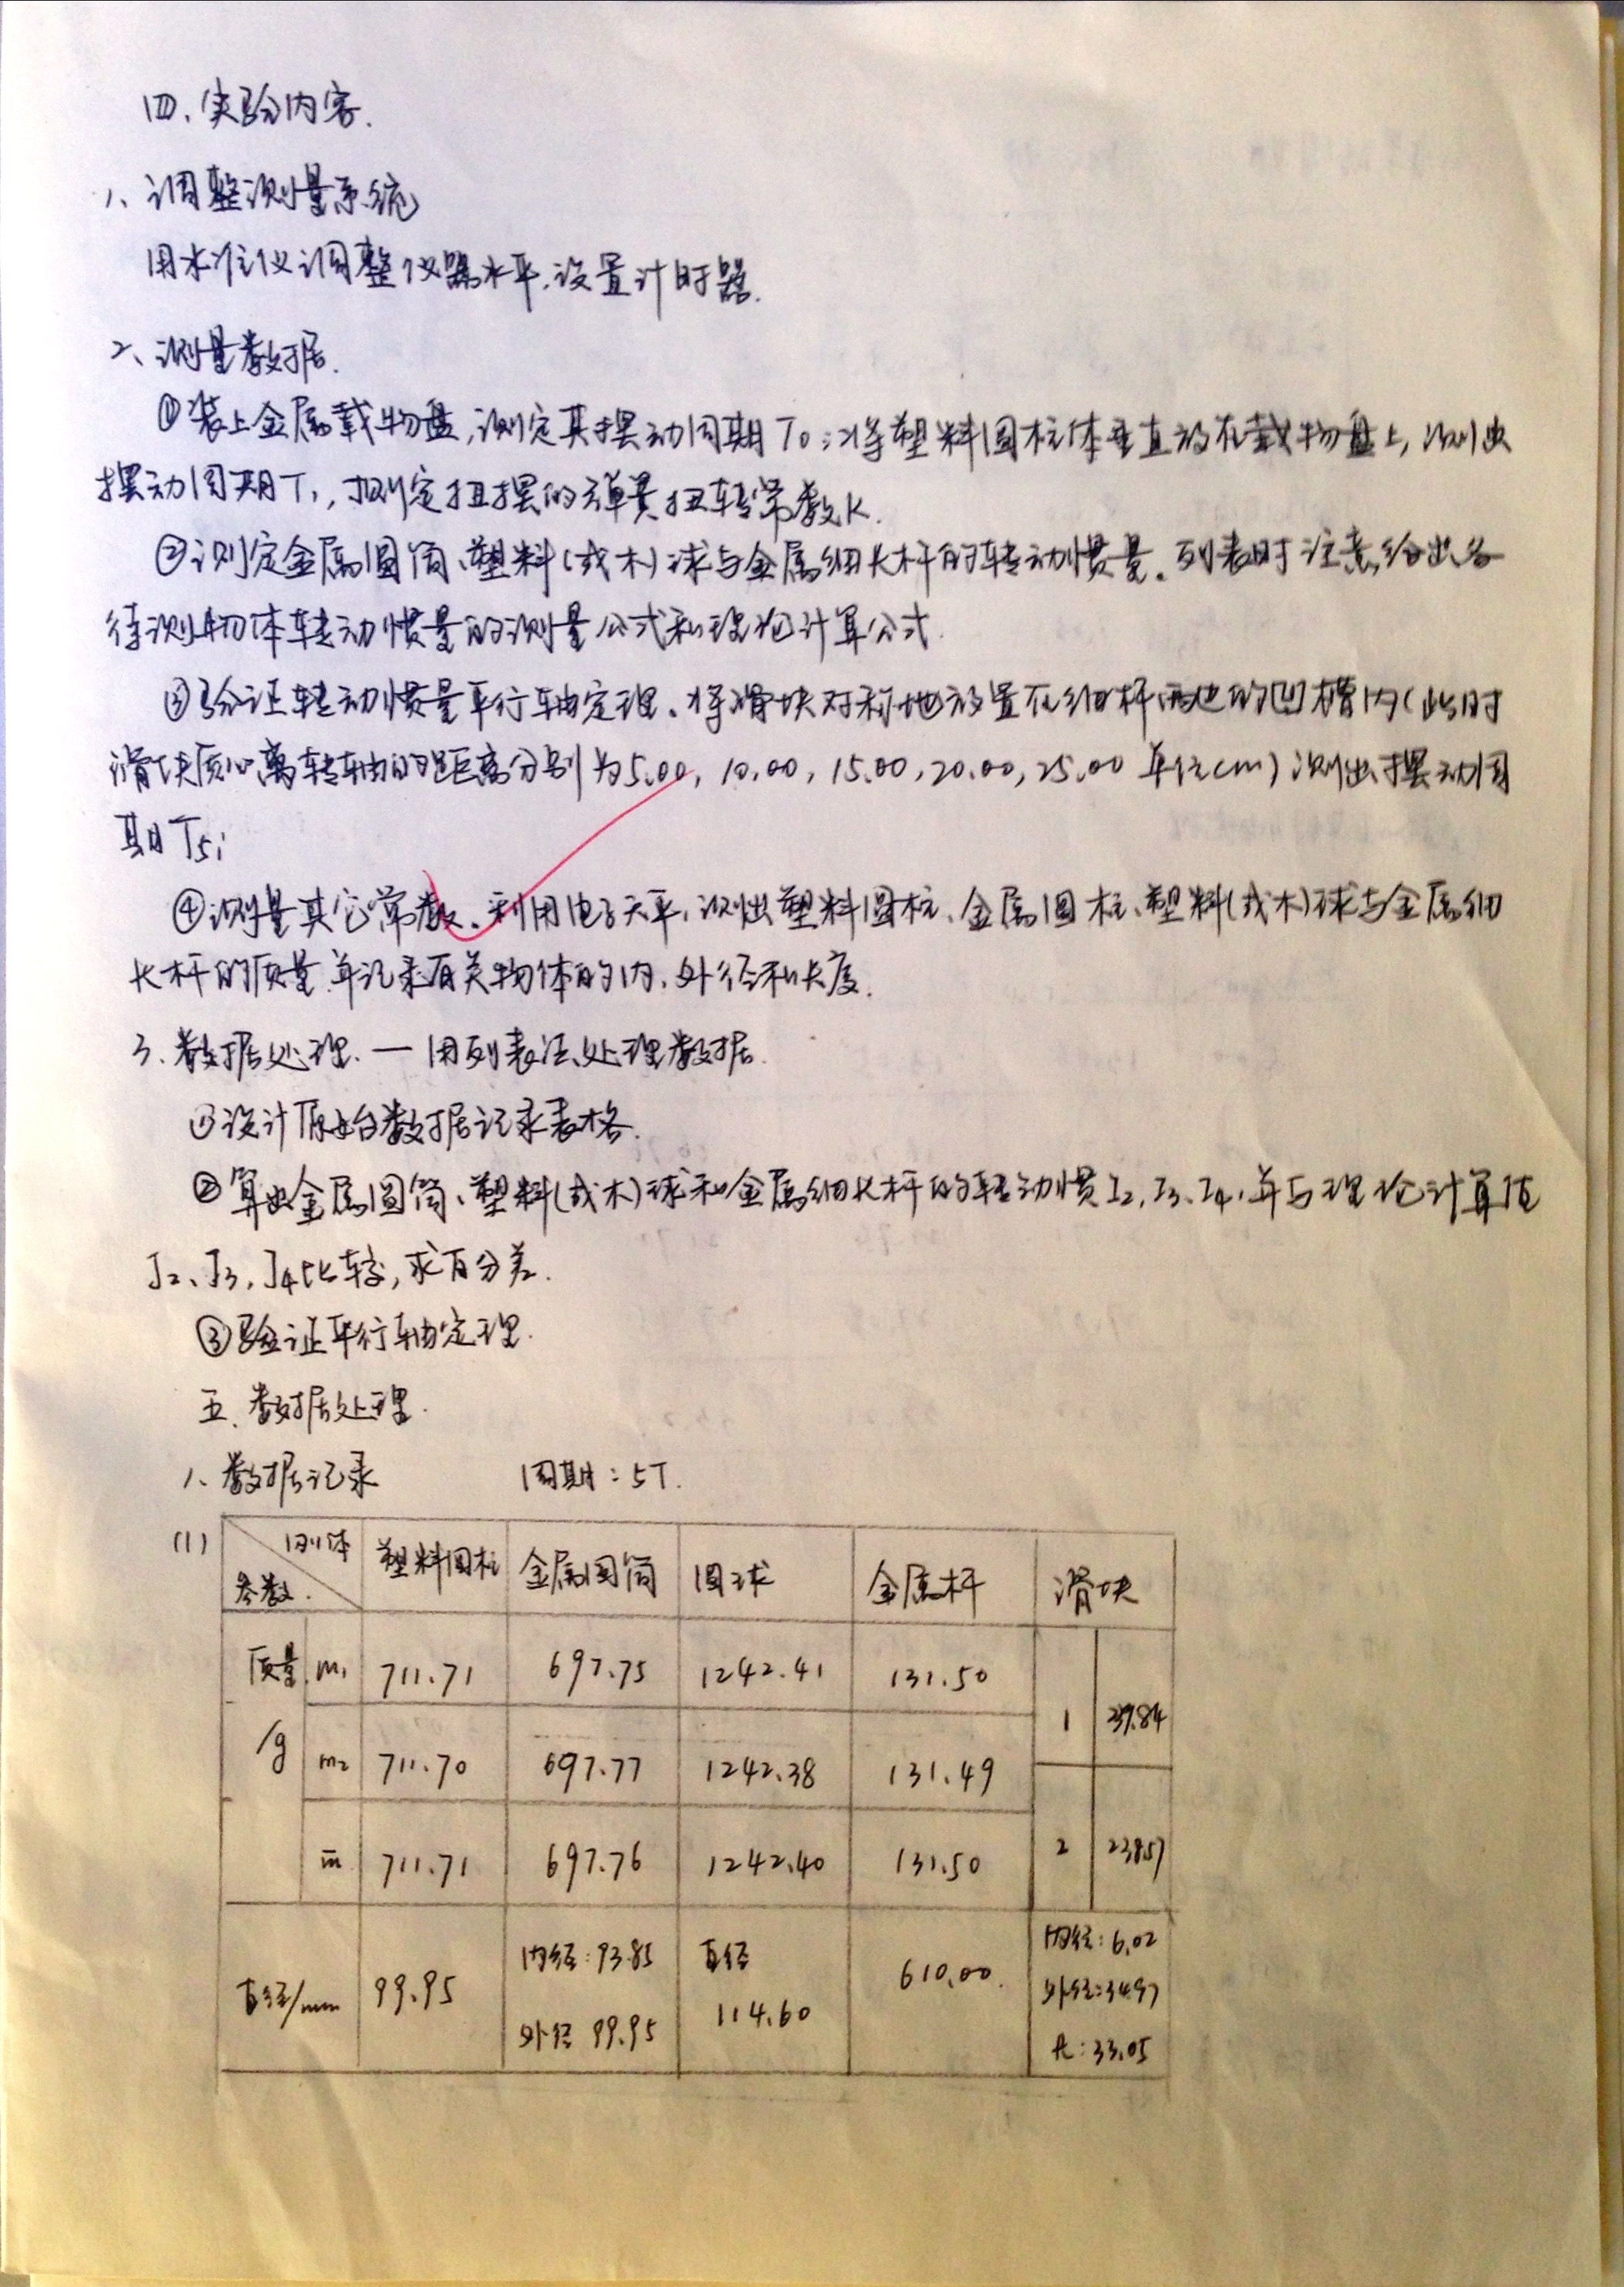 四、实验内容.
1、调整测量系统
用水准仪调整仪器水平.设置计时器.
2、测量数据.
①装上金属载物盘,测定其摆动周期T₀;将塑料圆柱体垂直放在载物盘上,测出
摆动周期T₁,测定扭摆的弹簧扭转常数K.
②测定金属圆筒、塑料(或木)球与金属细长杆的转动惯量。列表时注意给出各
待测物体转动惯量的测量公式和理论计算公式.
③验证转动惯量平行轴定理。将滑块对称地放置在细杆两边的凹槽内(此时
滑块质心离转轴的距离分别为5.00, 10.00, 15.00, 20.00, 25.00 单位cm)测出摆动周
期T₅ᵢ
④测量其它常数。利用电子天平,测出塑料圆柱、金属圆柱、塑料(或木)球与金属细
长杆的质量.并记录有关物体的内、外径和长度.
3.数据处理.—用列表法处理数据.
①设计原始数据记录表格.
②算出金属圆筒、塑料(或木)球和金属细长杆的转动惯J₂,J₃,J₄,并与理论计算值
J₂、J₃,J₄比较,求百分差.
③验证平行轴定理.
五、数据处理.
1、数据记录 周期:5T.
(1) 刚体 参数. 塑料圆柱 金属圆筒 圆球 金属杆 滑块
质量/g m₁ 711.71 697.75 1242.41 131.50 1
m₂ 711.70 697.77 1242.38 131.49
m̄ 711.71 697.76 1242.40 131.50 2
直径/mm 99.95 内径:93.85 外径 99.95 直径 114.60 610.00. 内径:6.02 外径:34.97 长:33.05